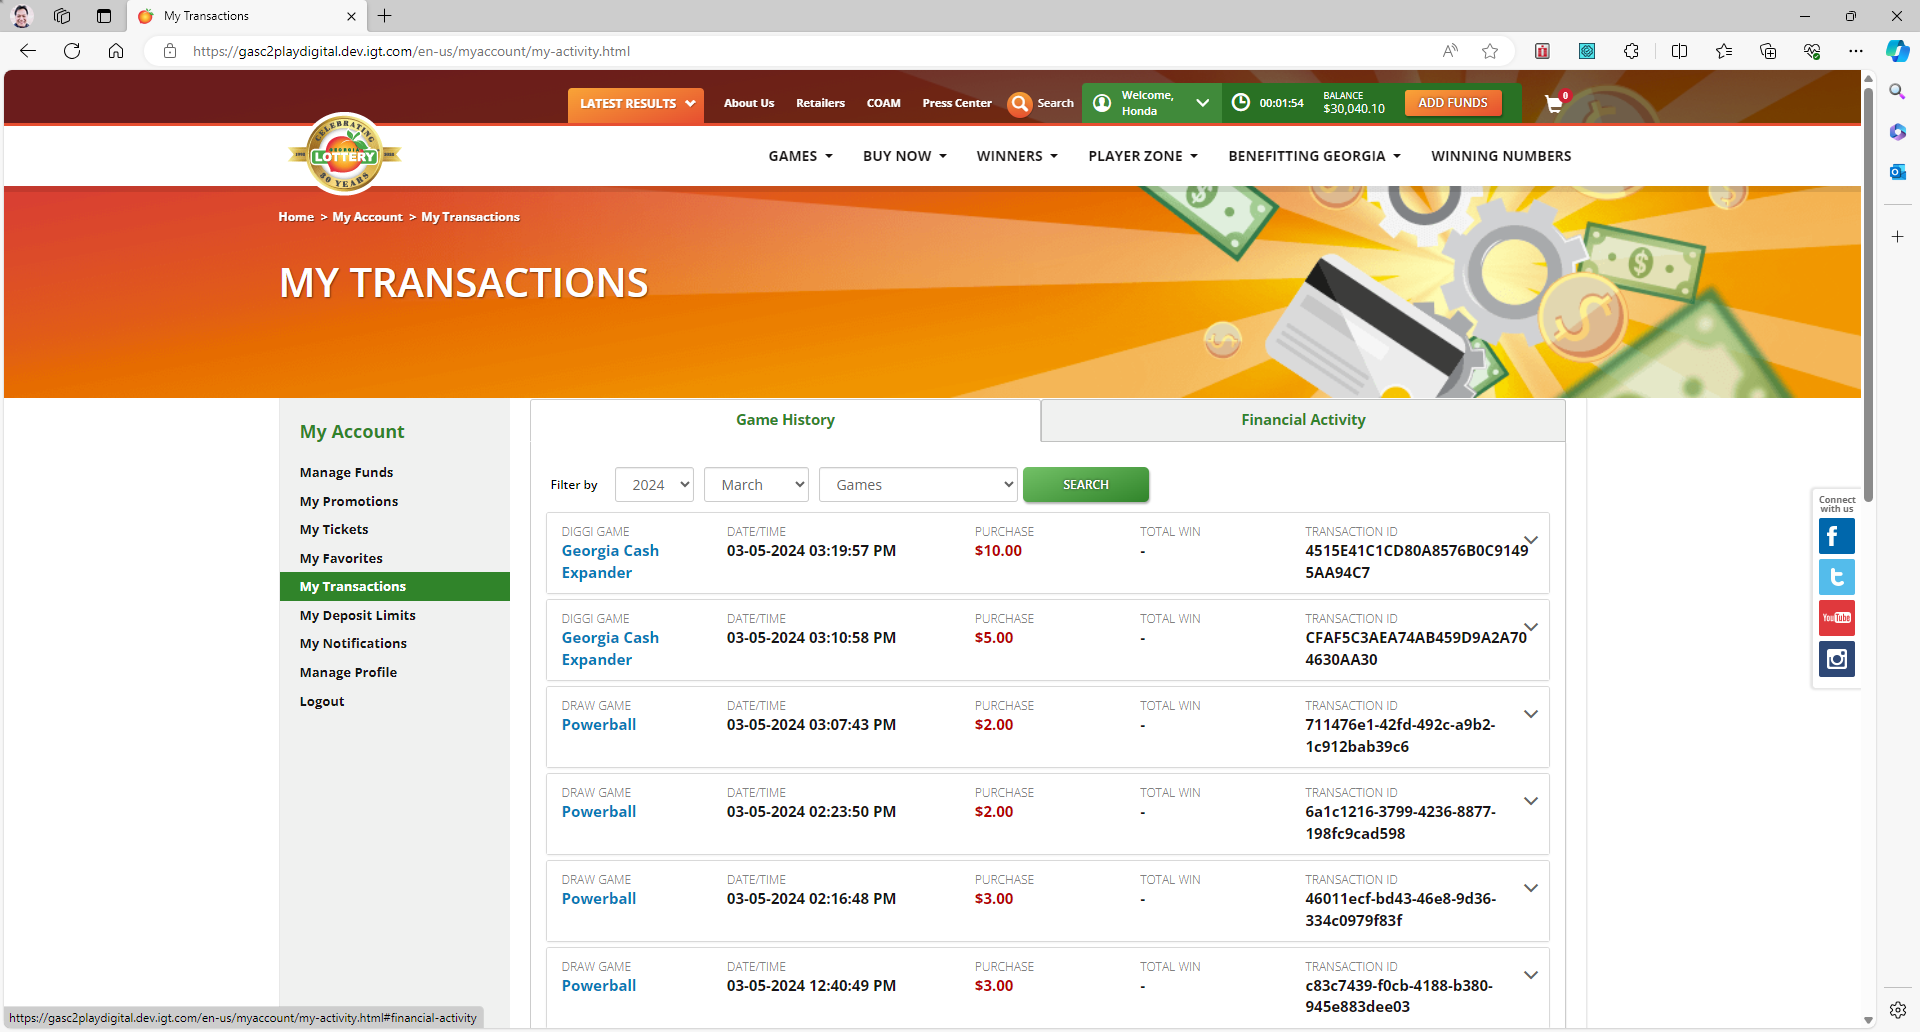 My Transactions
https://gasc2playdigital.dev.igt.com/en-us/myaccount/my-activity.html
LATEST RESULTS
About Us
Retailers
COAM
Press Center
Search
Welcome,
Honda
00:01:54
BALANCE
$30,040.10
ADD FUNDS
0
CELEBRATING
GEORGIA
LOTTERY
30 YEARS
GAMES
BUY NOW
WINNERS
PLAYER ZONE
BENEFITTING GEORGIA
WINNING NUMBERS
Home > My Account > My Transactions
MY TRANSACTIONS
My Account
Manage Funds
My Promotions
My Tickets
My Favorites
My Transactions
My Deposit Limits
My Notifications
Manage Profile
Logout
Game History
Financial Activity
Filter by
2024
March
Games
SEARCH
DIGGI GAME
Georgia Cash
Expander
DATE/TIME
03-05-2024 03:19:57 PM
PURCHASE
$10.00
TOTAL WIN
-
TRANSACTION ID
4515E41C1CD80A8576B0C9149
5AA94C7
DIGGI GAME
Georgia Cash
Expander
DATE/TIME
03-05-2024 03:10:58 PM
PURCHASE
$5.00
TOTAL WIN
-
TRANSACTION ID
CFAF5C3AEA74AB459D9A2A70
4630AA30
DRAW GAME
Powerball
DATE/TIME
03-05-2024 03:07:43 PM
PURCHASE
$2.00
TOTAL WIN
-
TRANSACTION ID
711476e1-42fd-492c-a9b2-
1c912bab39c6
DRAW GAME
Powerball
DATE/TIME
03-05-2024 02:23:50 PM
PURCHASE
$2.00
TOTAL WIN
-
TRANSACTION ID
6a1c1216-3799-4236-8877-
198fc9cad598
DRAW GAME
Powerball
DATE/TIME
03-05-2024 02:16:48 PM
PURCHASE
$3.00
TOTAL WIN
-
TRANSACTION ID
46011ecf-bd43-46e8-9d36-
334c0979f83f
DRAW GAME
Powerball
DATE/TIME
03-05-2024 12:40:49 PM
PURCHASE
$3.00
TOTAL WIN
-
TRANSACTION ID
c83c7439-f0cb-4188-b380-
945e883dee03
Connect
with us
YouTube
https://gasc2playdigital.dev.igt.com/en-us/myaccount/my-activity.html#financial-activity